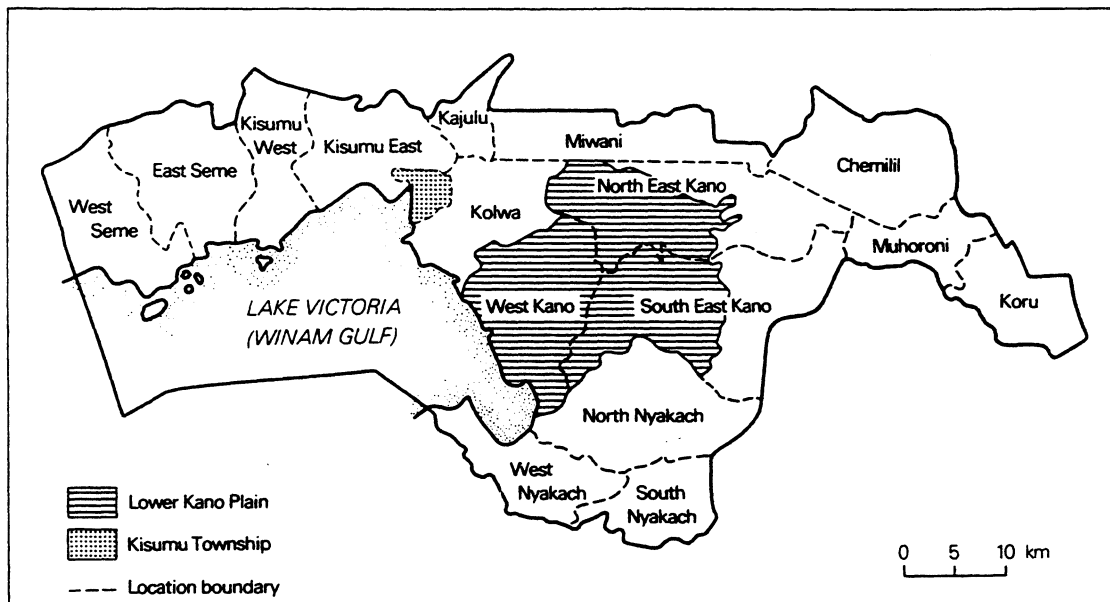 Kisumu
West
Kajulu
Kisumu East
Miwani
East Seme
Chemilil
North East Kano
West
Seme
Kolwa
Muhoroni
Koru
LAKE VICTORIA
(WINAM GULF)
West Kano
South East Kano
North Nyakach
West
Nyakach
South
Nyakach
Lower Kano Plain
Kisumu Township
Location boundary
0 5 10 km